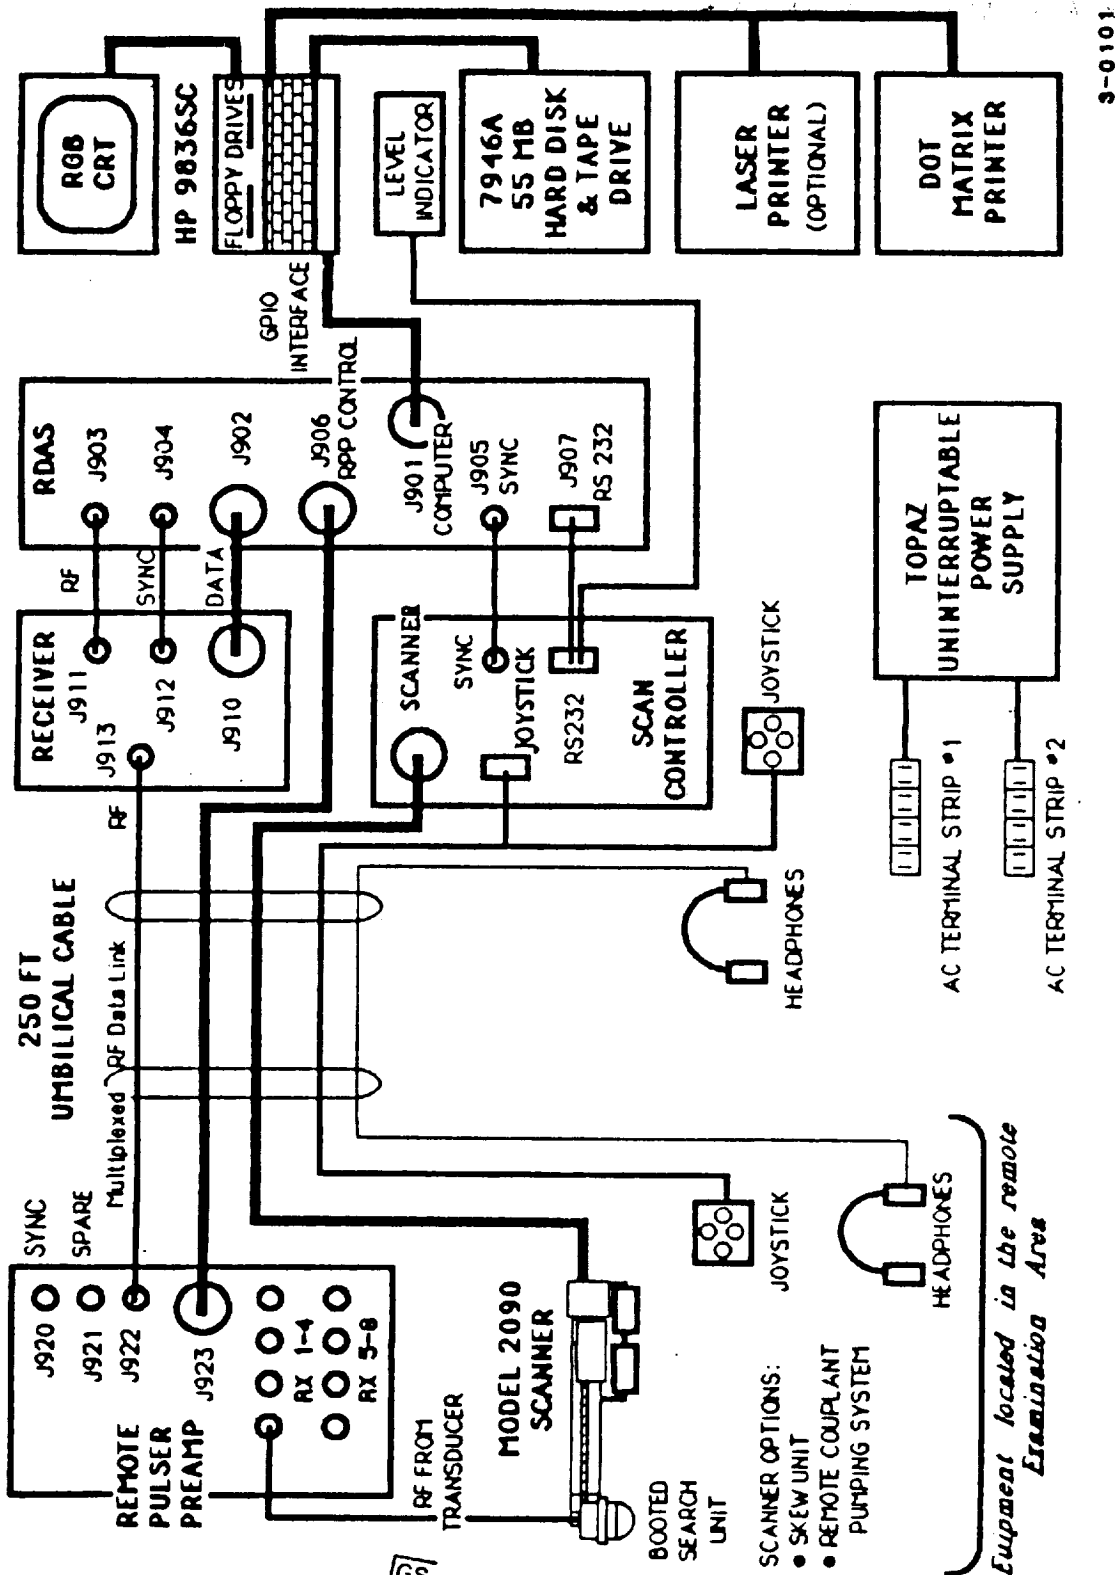 REMOTE
PULSER
PREAMP
J920
SYNC
J921
SPARE
J922
J923
RX 1-4
RX 5-8
RF FROM
TRANSDUCER
MODEL 2090
SCANNER
BOOTED
SEARCH
UNIT
SCANNER OPTIONS:
• SKEW UNIT
• REMOTE COUPLANT
PUMPING SYSTEM
JOYSTICK
HEADPHONES
Euipment located in the remote
Examination Area
250 FT
UMBILICAL CABLE
Multiplexed RF Data Link
RF
RECEIVER
J913
J911
J912
J910
RF
SYNC
DATA
SCANNER
SYNC
JOYSTICK
RS232
SCAN
CONTROLLER
JOYSTICK
HEADPHONES
RDAS
J903
J904
J902
J906
RPP CONTROL
J901
COMPUTER
J905
SYNC
J907
RS 232
GPIO
INTERFACE
RGB
CRT
HP 9836SC
FLOPPY DRIVES
LEVEL
INDICATOR
7946A
55 MB
HARD DISK
& TAPE
DRIVE
LASER
PRINTER
(OPTIONAL)
DOT
MATRIX
PRINTER
TOPAZ
UNINTERRUPTABLE
POWER
SUPPLY
AC TERMINAL STRIP #1
AC TERMINAL STRIP #2
3-0101